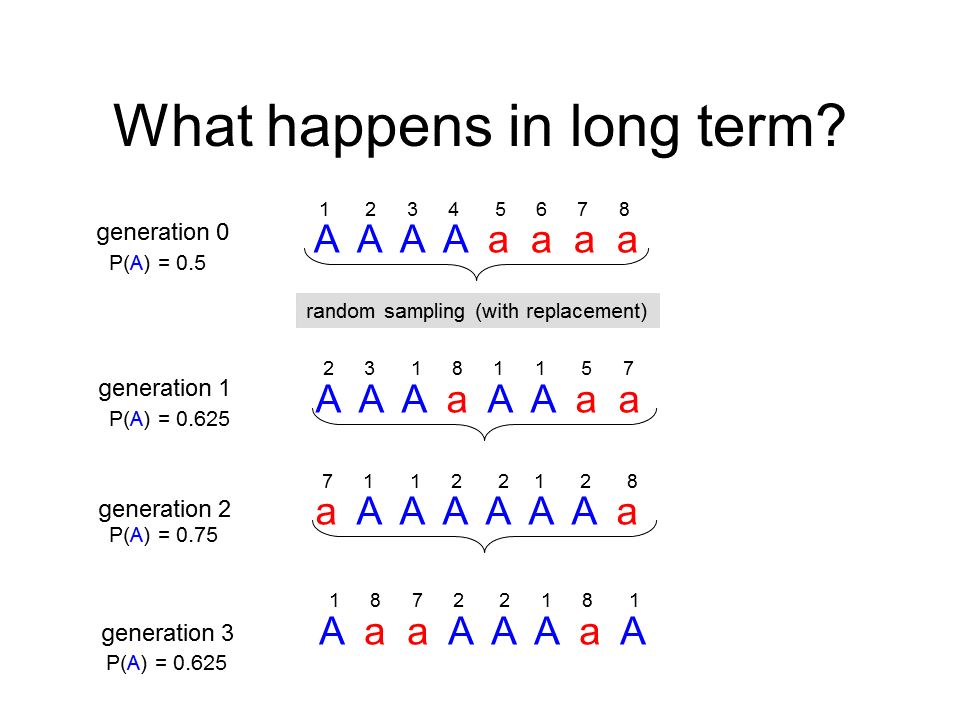 What happens in long term?
1 2 3 4 5 6 7 8
generation 0
A A A A a a a a
P(A) = 0.5
random sampling (with replacement)
2 3 1 8 1 1 5 7
generation 1
A A A a A A a a
P(A) = 0.625
7 1 1 2 2 1 2 8
generation 2
a A A A A A A a
P(A) = 0.75
1 8 7 2 2 1 8 1
generation 3
A a a A A A a A
P(A) = 0.625